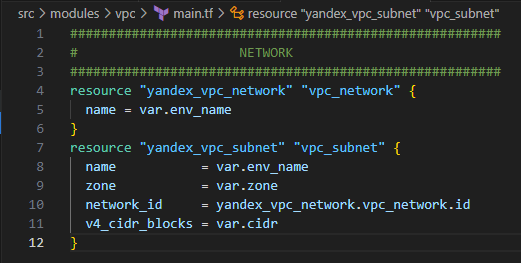 src > modules > vpc > main.tf > resource "yandex_vpc_subnet" "vpc_subnet"
1 #########################################################
2 #                     NETWORK
3 #########################################################
4 resource "yandex_vpc_network" "vpc_network" {
5   name = var.env_name
6 }
7 resource "yandex_vpc_subnet" "vpc_subnet" {
8   name           = var.env_name
9   zone           = var.zone
10   network_id     = yandex_vpc_network.vpc_network.id
11   v4_cidr_blocks = var.cidr
12 }